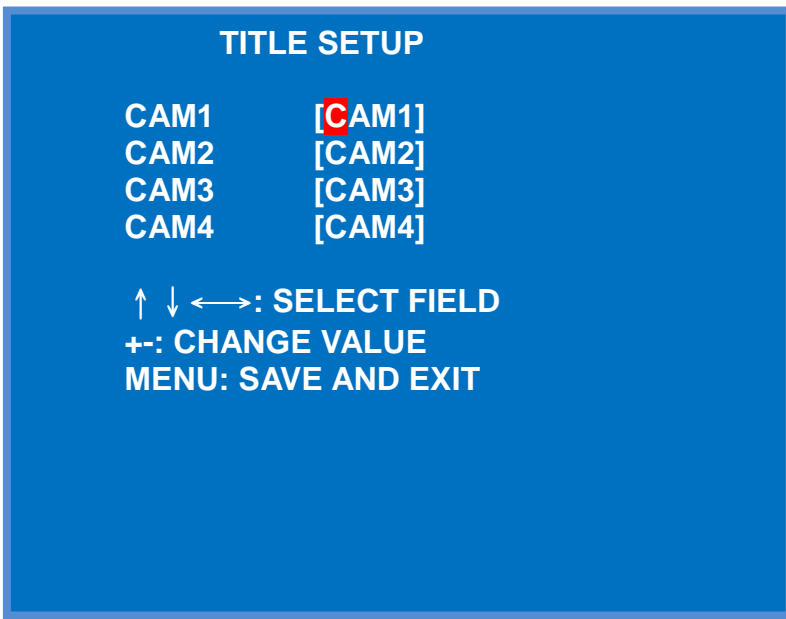 TITLE SETUP
CAM1 [CAM1]
CAM2 [CAM2]
CAM3 [CAM3]
CAM4 [CAM4]
↑ ↓ ←→: SELECT FIELD
+-: CHANGE VALUE
MENU: SAVE AND EXIT